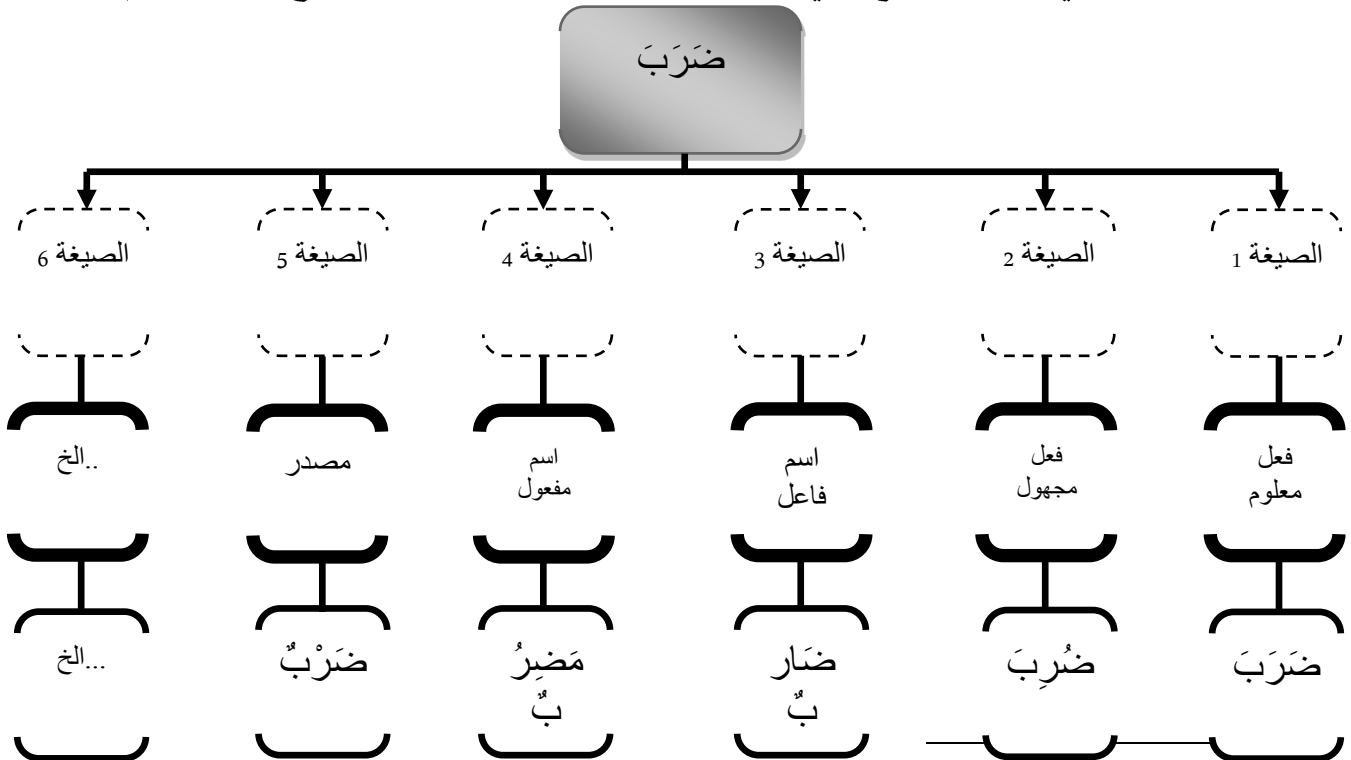 ضَرَبَ
الصيغة 1
الصيغة 2
الصيغة 3
الصيغة 4
الصيغة 5
الصيغة 6
فعل
معلوم
فعل
مجهول
اسم
فاعل
اسم
مفعول
مصدر
..الخ
ضَرَبَ
ضُرِبَ
ضَار
بٌ
مَضِرُ
بٌ
ضَرْبٌ
...الخ